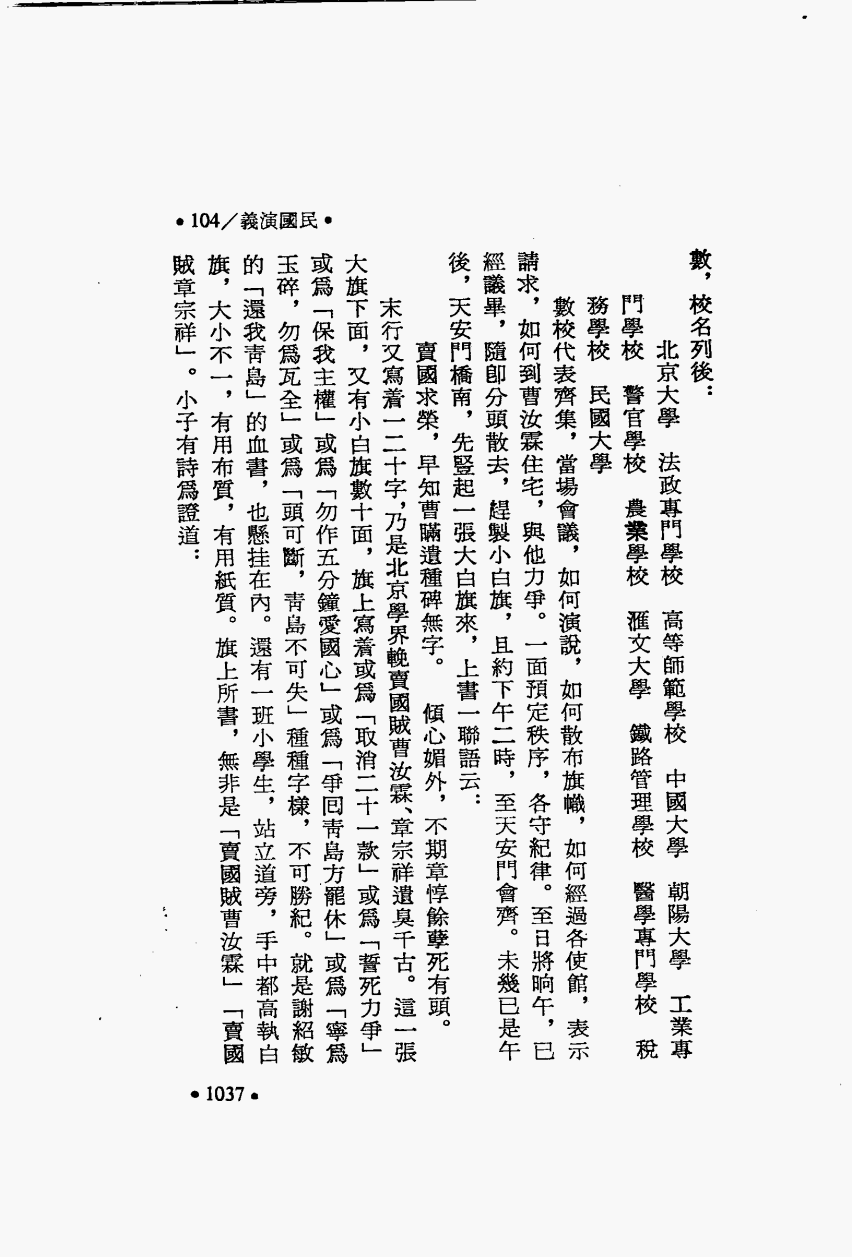 •104／義演國民•
數，校名列後：
北京大學　法政專門學校　高等師範學校　中國大學　朝陽大學　工業專
門學校　警官學校　農業學校　滙文大學　鐵路管理學校　醫學專門學校　稅
務學校　民國大學
數校代表齊集，當場會議，如何演說，如何散布旗幟，如何經過各使館，表示
請求，如何到曹汝霖住宅，與他力爭。一面預定秩序，各守紀律。至日將晌午，已
經議畢，隨卽分頭散去，趕製小白旗，且約下午二時，至天安門會齊。未幾已是午
後，天安門橋南，先豎起一張大白旗來，上書一聯語云：
賣國求榮，早知曹瞞遺種碑無字。　傾心媚外，不期章惇餘孽死有頭。
末行又寫着一二十字，乃是北京學界輓賣國賊曹汝霖、章宗祥遺臭千古。這一張
大旗下面，又有小白旗數十面，旗上寫着或爲「取消二十一款」或爲「誓死力爭」
或爲「保我主權」或爲「勿作五分鐘愛國心」或爲「爭囘靑島方罷休」或爲「寧爲
玉碎，勿爲瓦全」或爲「頭可斷，靑島不可失」種種字樣，不可勝紀。就是謝紹敏
的「還我靑島」的血書，也懸挂在內。還有一班小學生，站立道旁，手中都高執白
旗，大小不一，有用布質，有用紙質。旗上所書，無非是「賣國賊曹汝霖」「賣國
賊章宗祥」。小子有詩爲證道：
•1037•